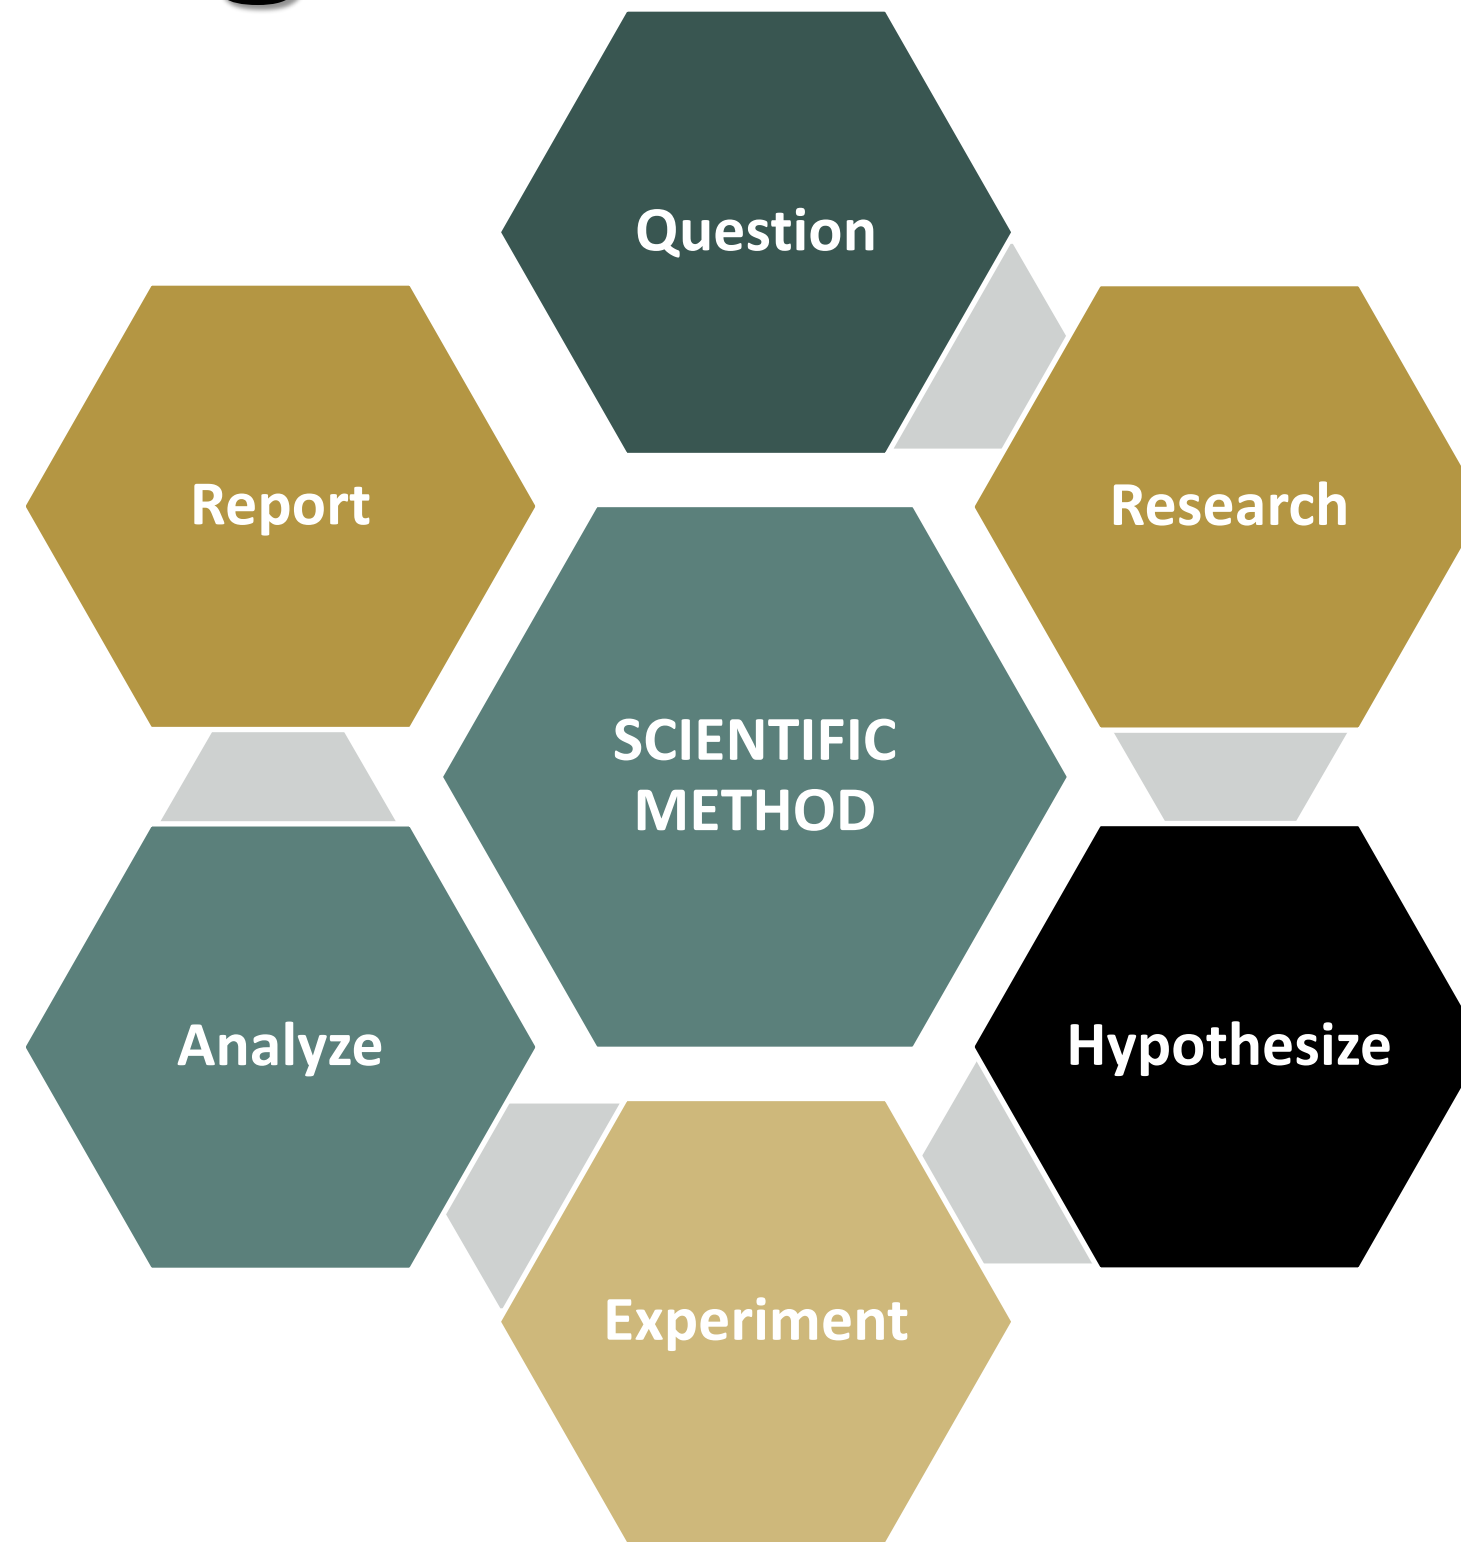 Question
Research
Hypothesize
Experiment
Analyze
Report
SCIENTIFIC
METHOD